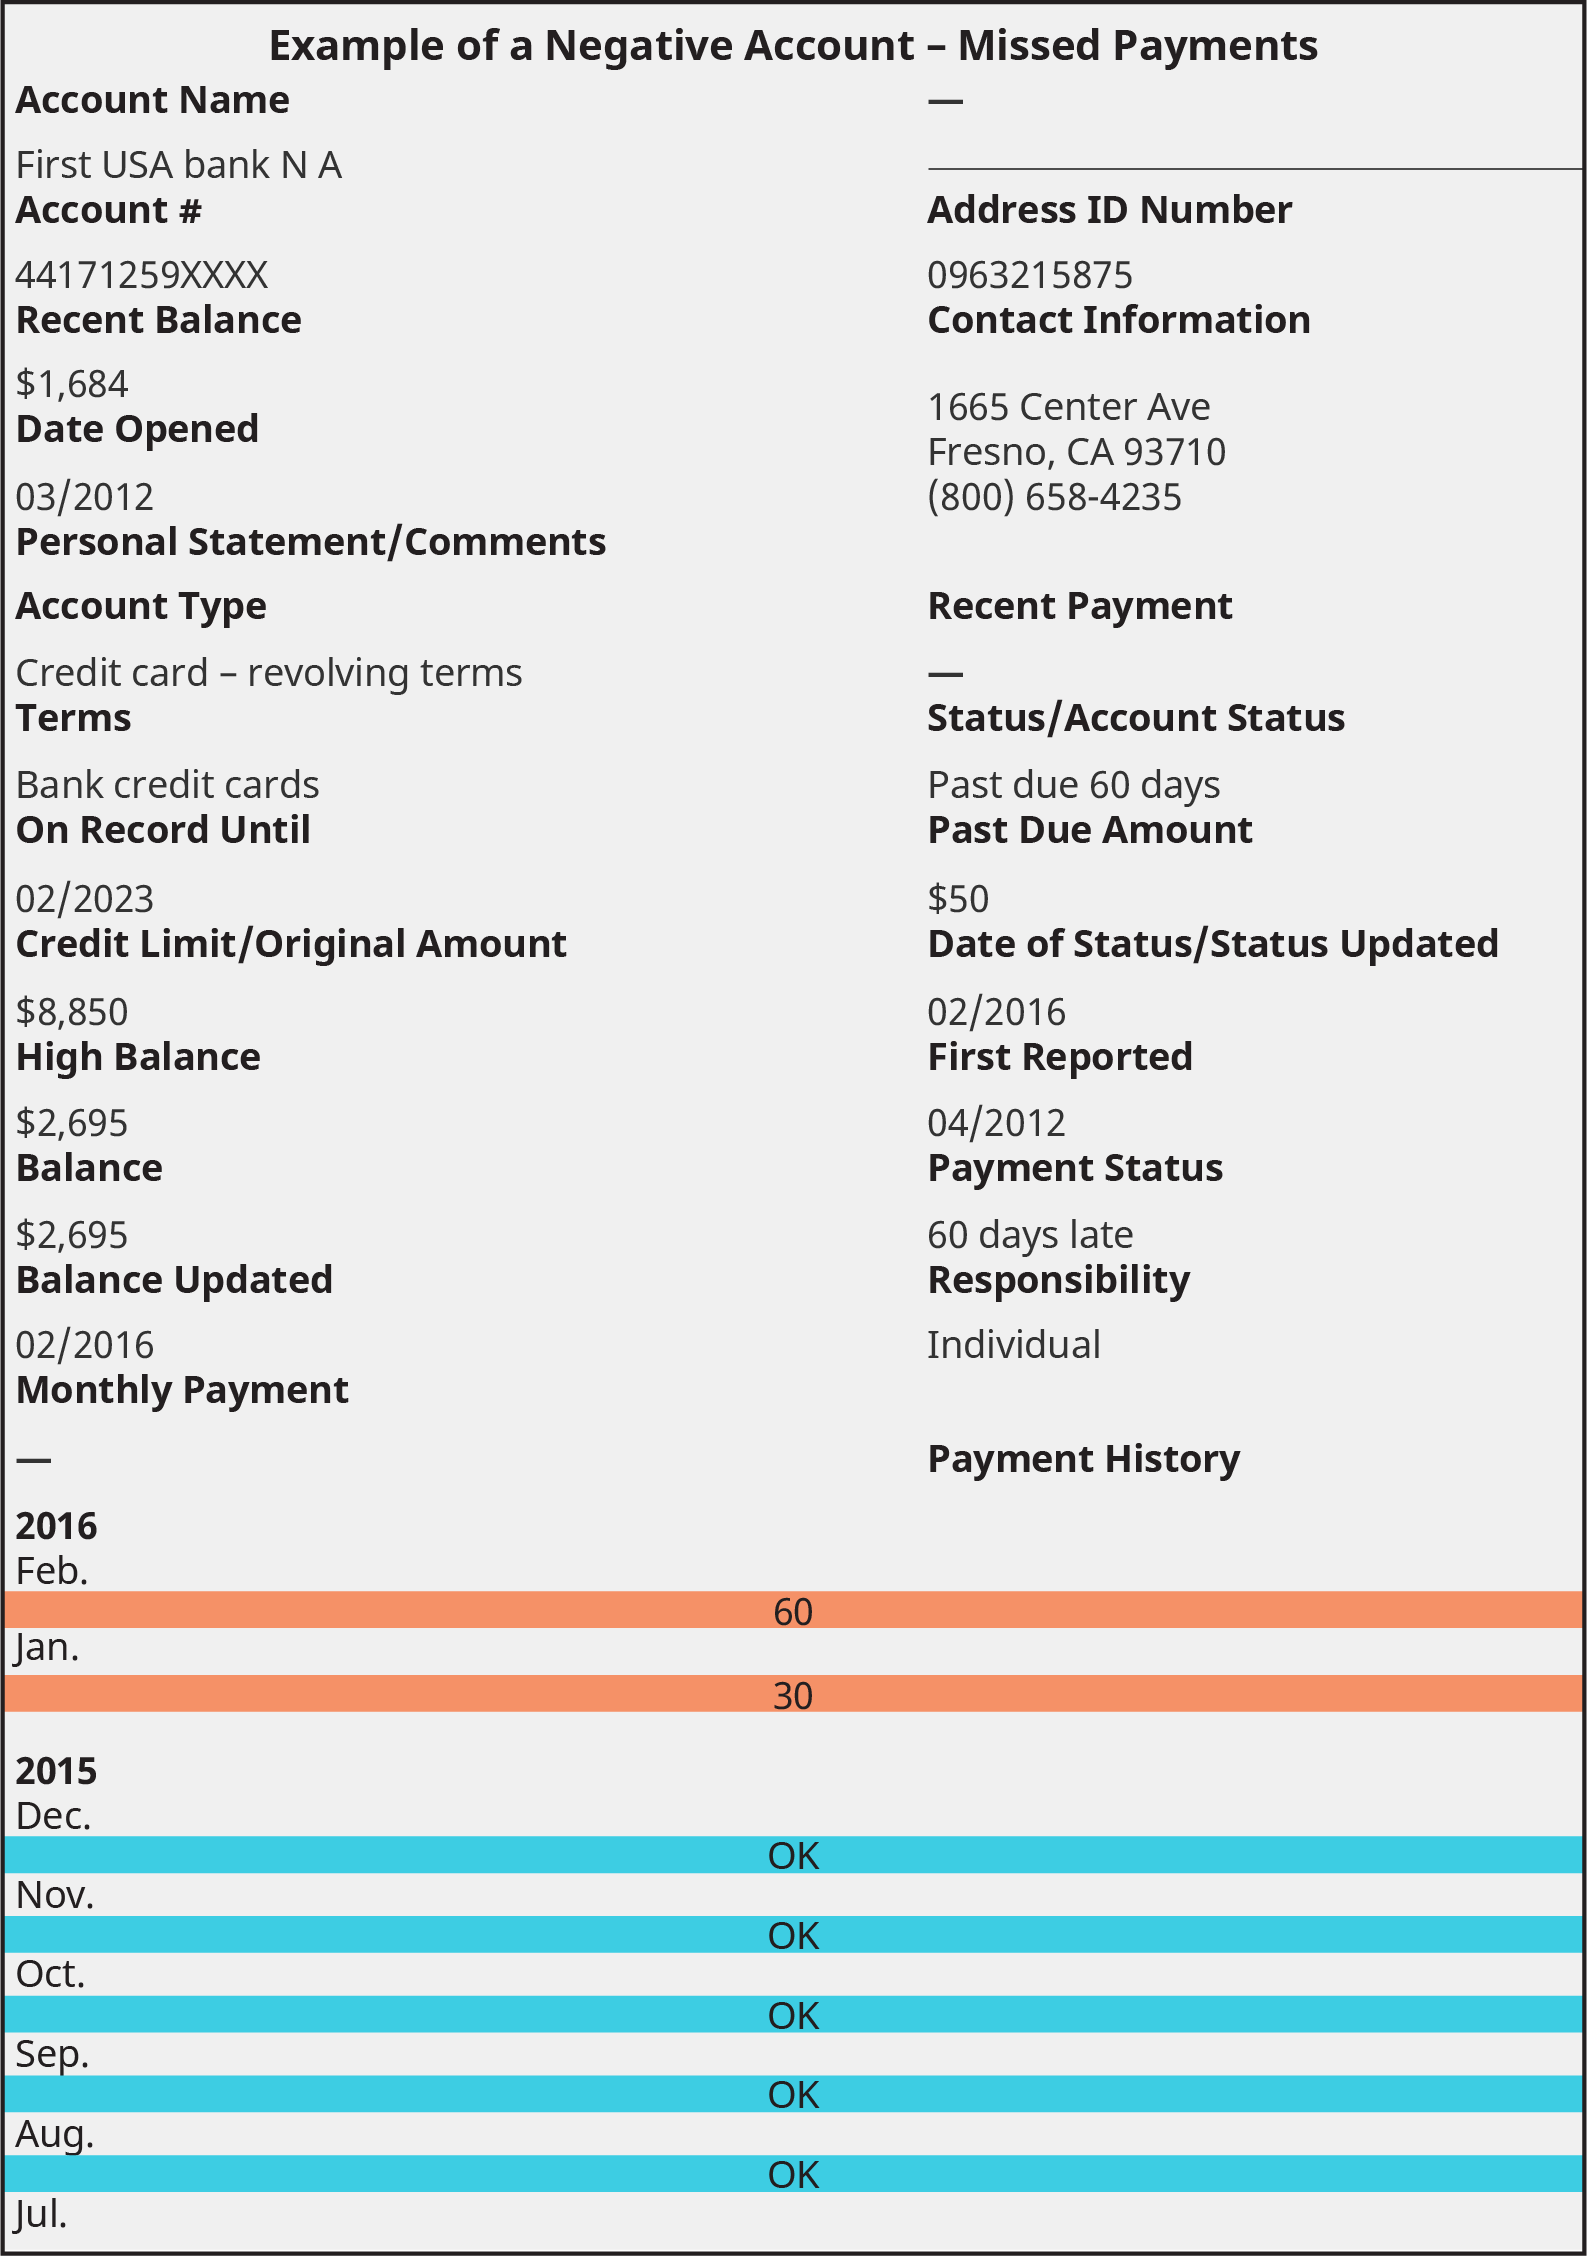 Example of a Negative Account – Missed Payments
Account Name
—
First USA bank N A
Account #
Address ID Number
44171259XXXX
0963215875
Recent Balance
Contact Information
$1,684
1665 Center Ave
Date Opened
Fresno, CA 93710
03/2012
(800) 658-4235
Personal Statement/Comments
Account Type
Recent Payment
Credit card – revolving terms
—
Terms
Status/Account Status
Bank credit cards
Past due 60 days
On Record Until
Past Due Amount
02/2023
$50
Credit Limit/Original Amount
Date of Status/Status Updated
$8,850
02/2016
High Balance
First Reported
$2,695
04/2012
Balance
Payment Status
$2,695
60 days late
Balance Updated
Responsibility
02/2016
Individual
Monthly Payment
—
Payment History
2016
Feb.
60
Jan.
30
2015
Dec.
OK
Nov.
OK
Oct.
OK
Sep.
OK
Aug.
OK
Jul.